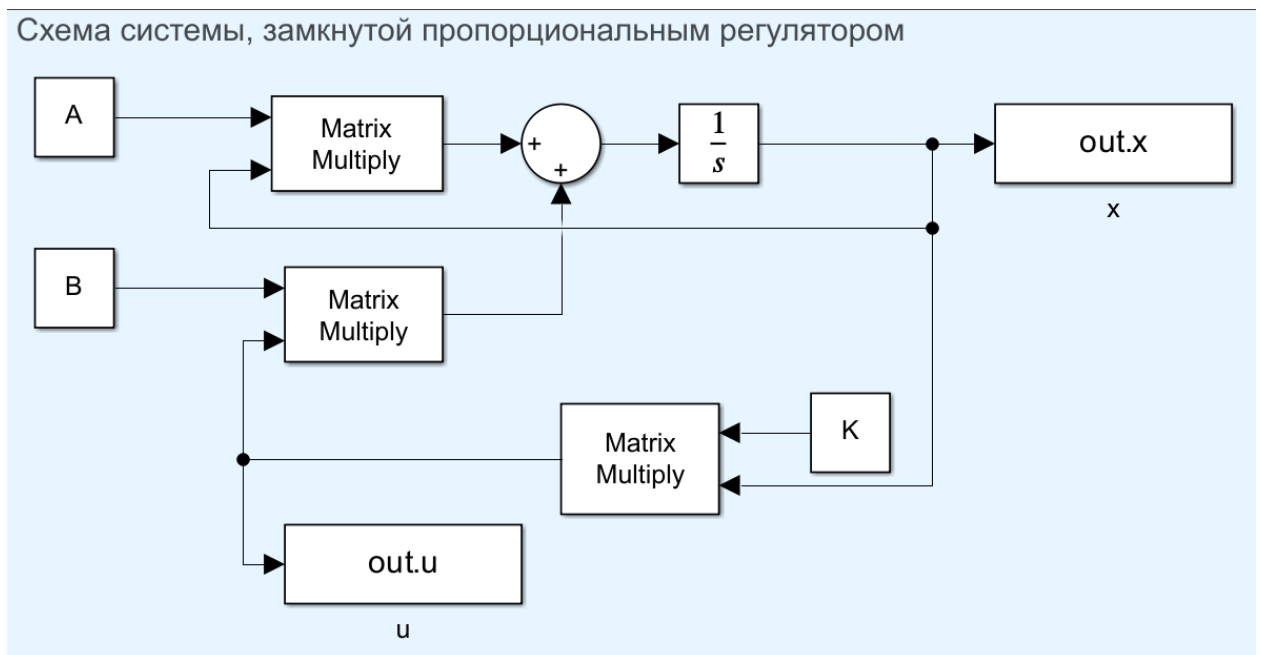 Схема системы, замкнутой пропорциональным регулятором
A
Matrix
Multiply
+
+
1
s
out.x
x
B
Matrix
Multiply
Matrix
Multiply
K
out.u
u